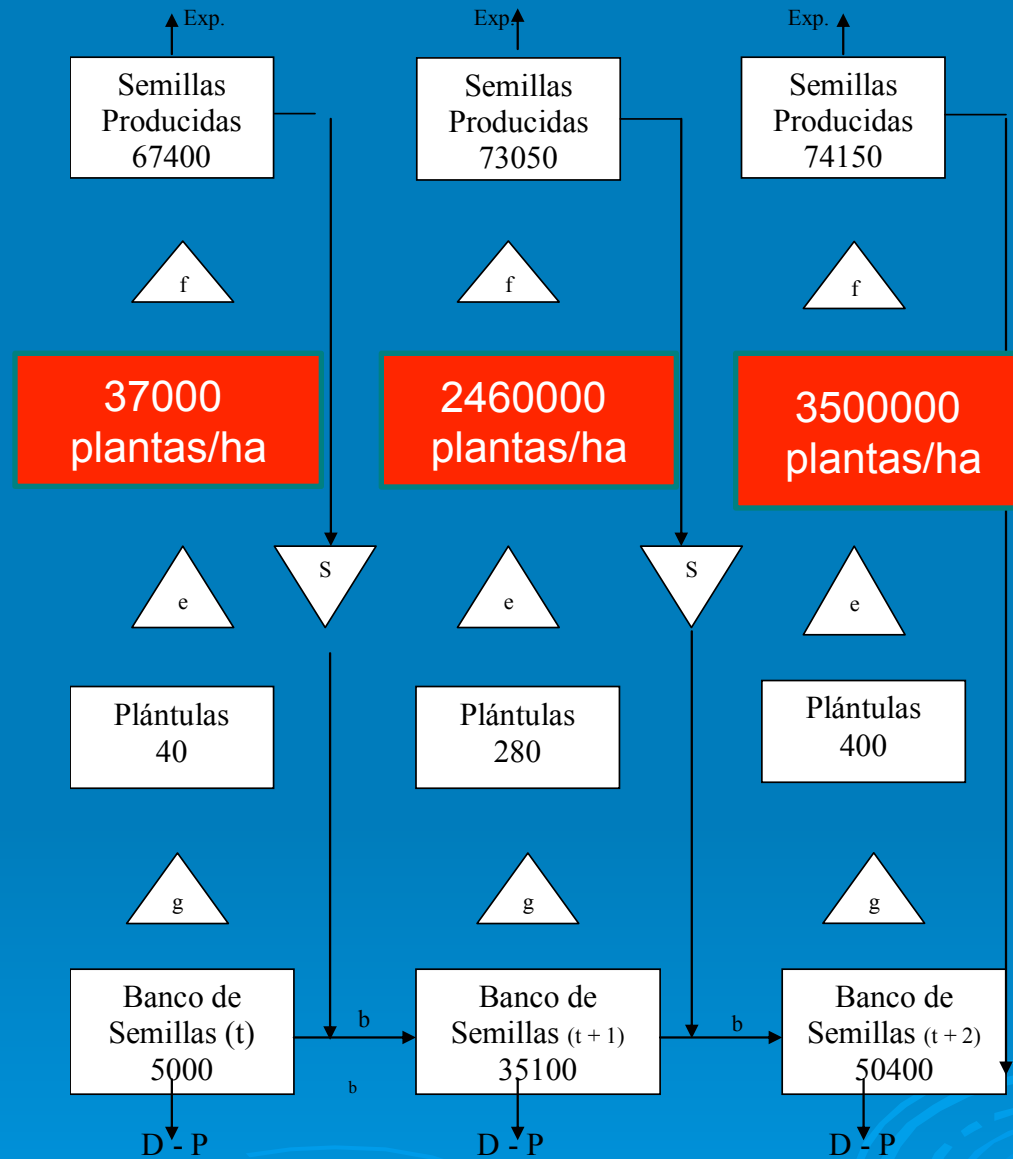 Exp.
Exp.
Exp.
Semillas
Producidas
67400
Semillas
Producidas
73050
Semillas
Producidas
74150
f
f
f
37000
plantas/ha
2460000
plantas/ha
3500000
plantas/ha
e
S
e
S
e
Plántulas
40
Plántulas
280
Plántulas
400
g
g
g
Banco de
Semillas (t)
5000
b
b
Banco de
Semillas (t + 1)
35100
b
Banco de
Semillas (t + 2)
50400
D - P
D - P
D - P